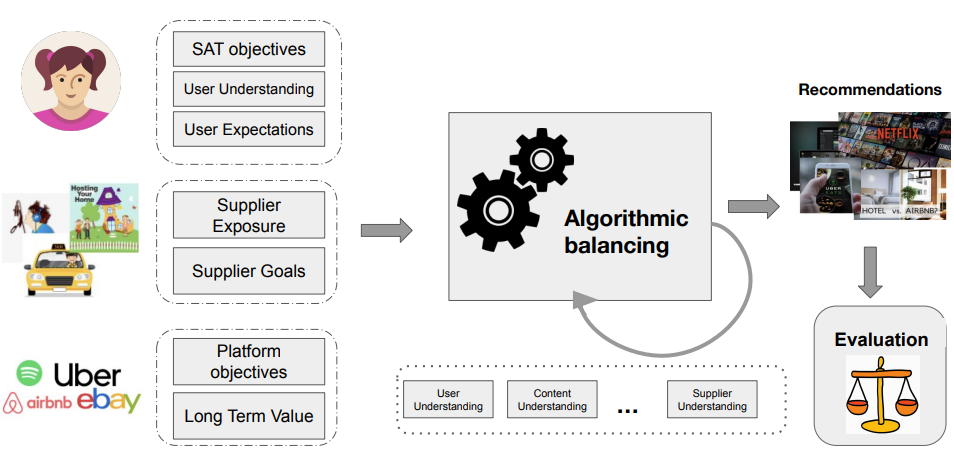 SAT objectives
User Understanding
User Expectations
Hosting
Your
Home
Supplier
Exposure
Supplier Goals
TAXI
Platform
objectives
Long Term Value
Uber
airbnb
ebay
Algorithmic
balancing
User
Understanding
Content
Understanding
...
Supplier
Understanding
Recommendations
NETFLIX
UBER
HOTEL vs. AIRBNB?
Evaluation